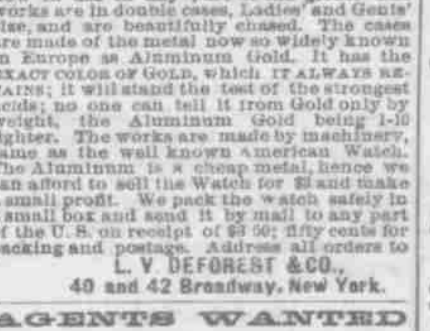 works are in double cases, Ladies' and Gents'
size, and are beautifully chased. The cases
are made of the metal now so widely known
in Europe as Aluminum Gold. It has the
EXACT COLOR OF GOLD, which IT ALWAYS RE-
TAINS; it will stand the test of the strongest
acids; no one can tell it from Gold only by
weight, the Aluminum Gold being 1-10
lighter. The works are made by machinery,
same as the well known American Watch.
The Aluminum is a cheap metal, hence we
can afford to sell the Watch for $3 and make
a small profit. We pack the watch safely in
a small box and send it by mail to any part
of the U.S. on receipt of $3 50; fifty cents for
packing and postage. Address all orders to
L. V. DEFOREST & CO.,
40 and 42 Broadway, New York.
AGENTS WANTED